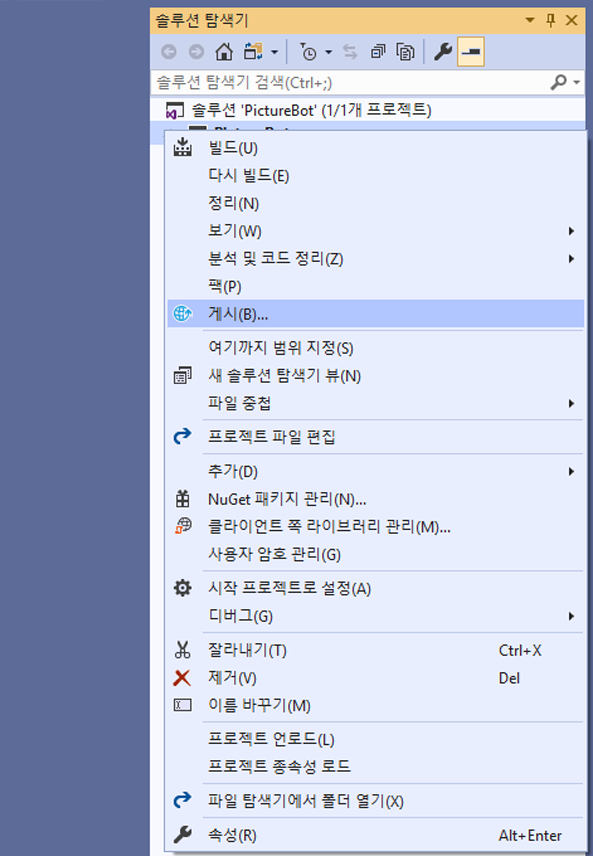 솔루션 탐색기
솔루션 탐색기 검색(Ctrl+;)
솔루션 'PictureBot' (1/1개 프로젝트)
빌드(U)
다시 빌드(E)
정리(N)
보기(W)
분석 및 코드 정리(Z)
팩(P)
게시(B)...
여기까지 범위 지정(S)
새 솔루션 탐색기 뷰(N)
파일 중첩
프로젝트 파일 편집
추가(D)
NuGet 패키지 관리(N)...
클라이언트 쪽 라이브러리 관리(M)...
사용자 암호 관리(G)
시작 프로젝트로 설정(A)
디버그(G)
잘라내기(T) Ctrl+X
제거(V) Del
이름 바꾸기(M)
프로젝트 언로드(L)
프로젝트 종속성 로드
파일 탐색기에서 폴더 열기(X)
속성(R) Alt+Enter